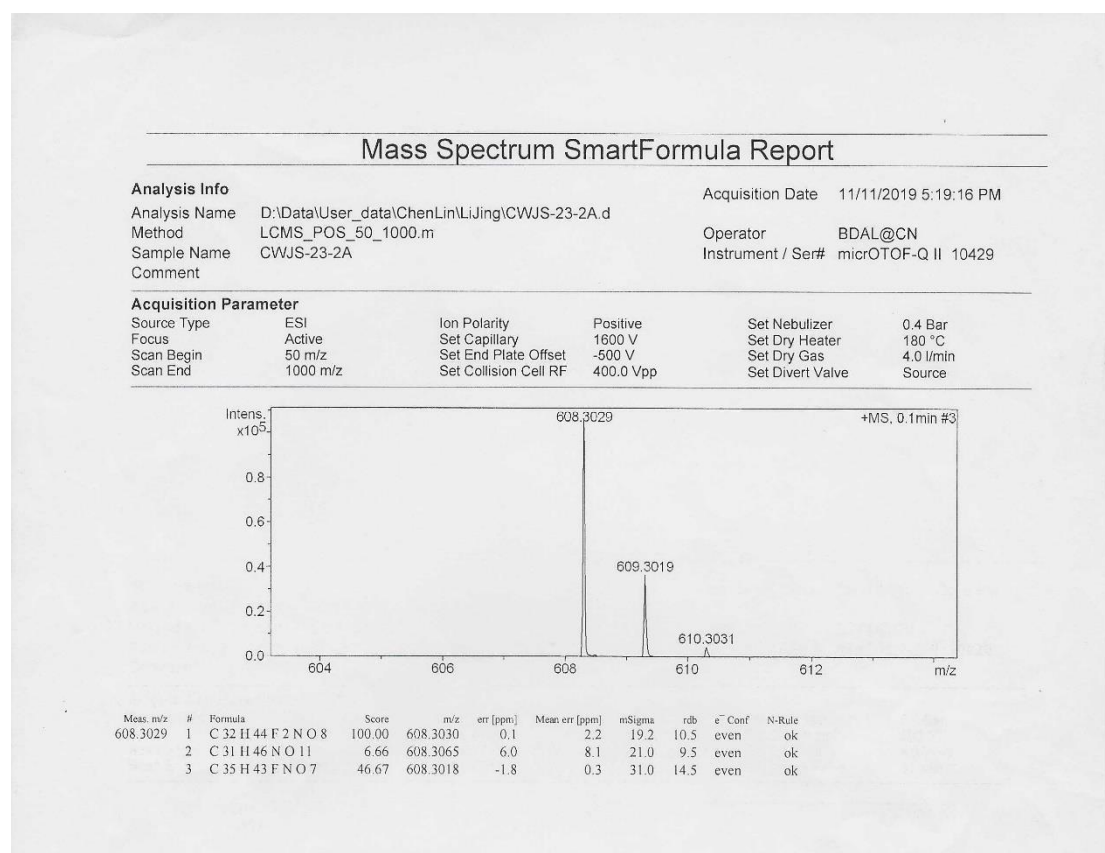 Mass Spectrum SmartFormula Report
Analysis Info
Acquisition Date 11/11/2019 5:19:16 PM
Analysis Name D:\Data\User_data\ChenLin\LiJing\CWJS-23-2A.d
Method LCMS_POS_50_1000.m
Operator BDAL@CN
Sample Name CWJS-23-2A
Instrument / Ser# micrOTOF-Q II 10429
Comment
Acquisition Parameter
Source Type ESI Ion Polarity Positive Set Nebulizer 0.4 Bar
Focus Active Set Capillary 1600 V Set Dry Heater 180 °C
Scan Begin 50 m/z Set End Plate Offset -500 V Set Dry Gas 4.0 l/min
Scan End 1000 m/z Set Collision Cell RF 400.0 Vpp Set Divert Valve Source
Intens.
x10⁵
608.3029
+MS, 0.1min #3
0.8
0.6
0.4
609.3019
0.2
610.3031
0.0
604 606 608 610 612 m/z
Meas. m/z # Formula Score m/z err [ppm] Mean err [ppm] mSigma rdb e⁻ Conf N-Rule
608.3029 1 C 32 H 44 F 2 N O 8 100.00 608.3030 0.1 2.2 19.2 10.5 even ok
2 C 31 H 46 N O 11 6.66 608.3065 6.0 8.1 21.0 9.5 even ok
3 C 35 H 43 F N O 7 46.67 608.3018 -1.8 0.3 31.0 14.5 even ok